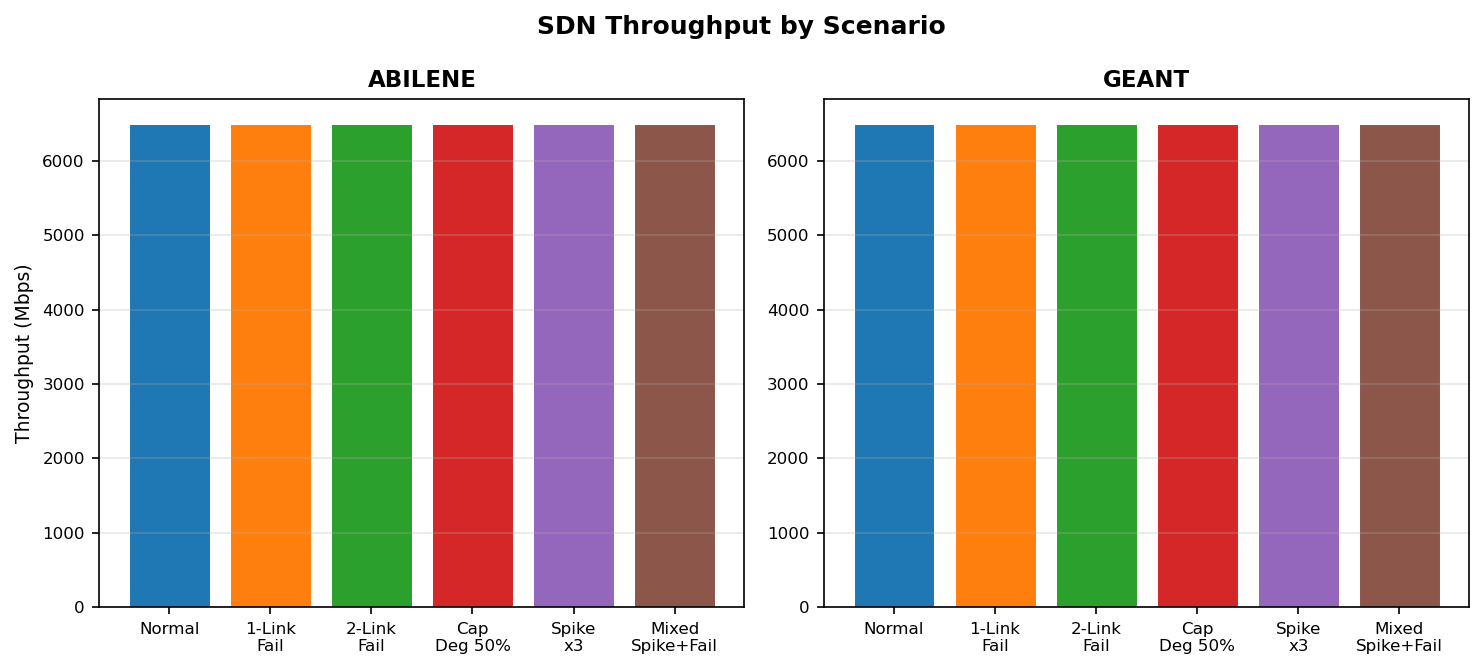 SDN Throughput by Scenario
ABILENE
Throughput (Mbps)
6000
5000
4000
3000
2000
1000
0
Normal
1-Link
Fail
2-Link
Fail
Cap
Deg 50%
Spike
x3
Mixed
Spike+Fail
GEANT
6000
5000
4000
3000
2000
1000
0
Normal
1-Link
Fail
2-Link
Fail
Cap
Deg 50%
Spike
x3
Mixed
Spike+Fail